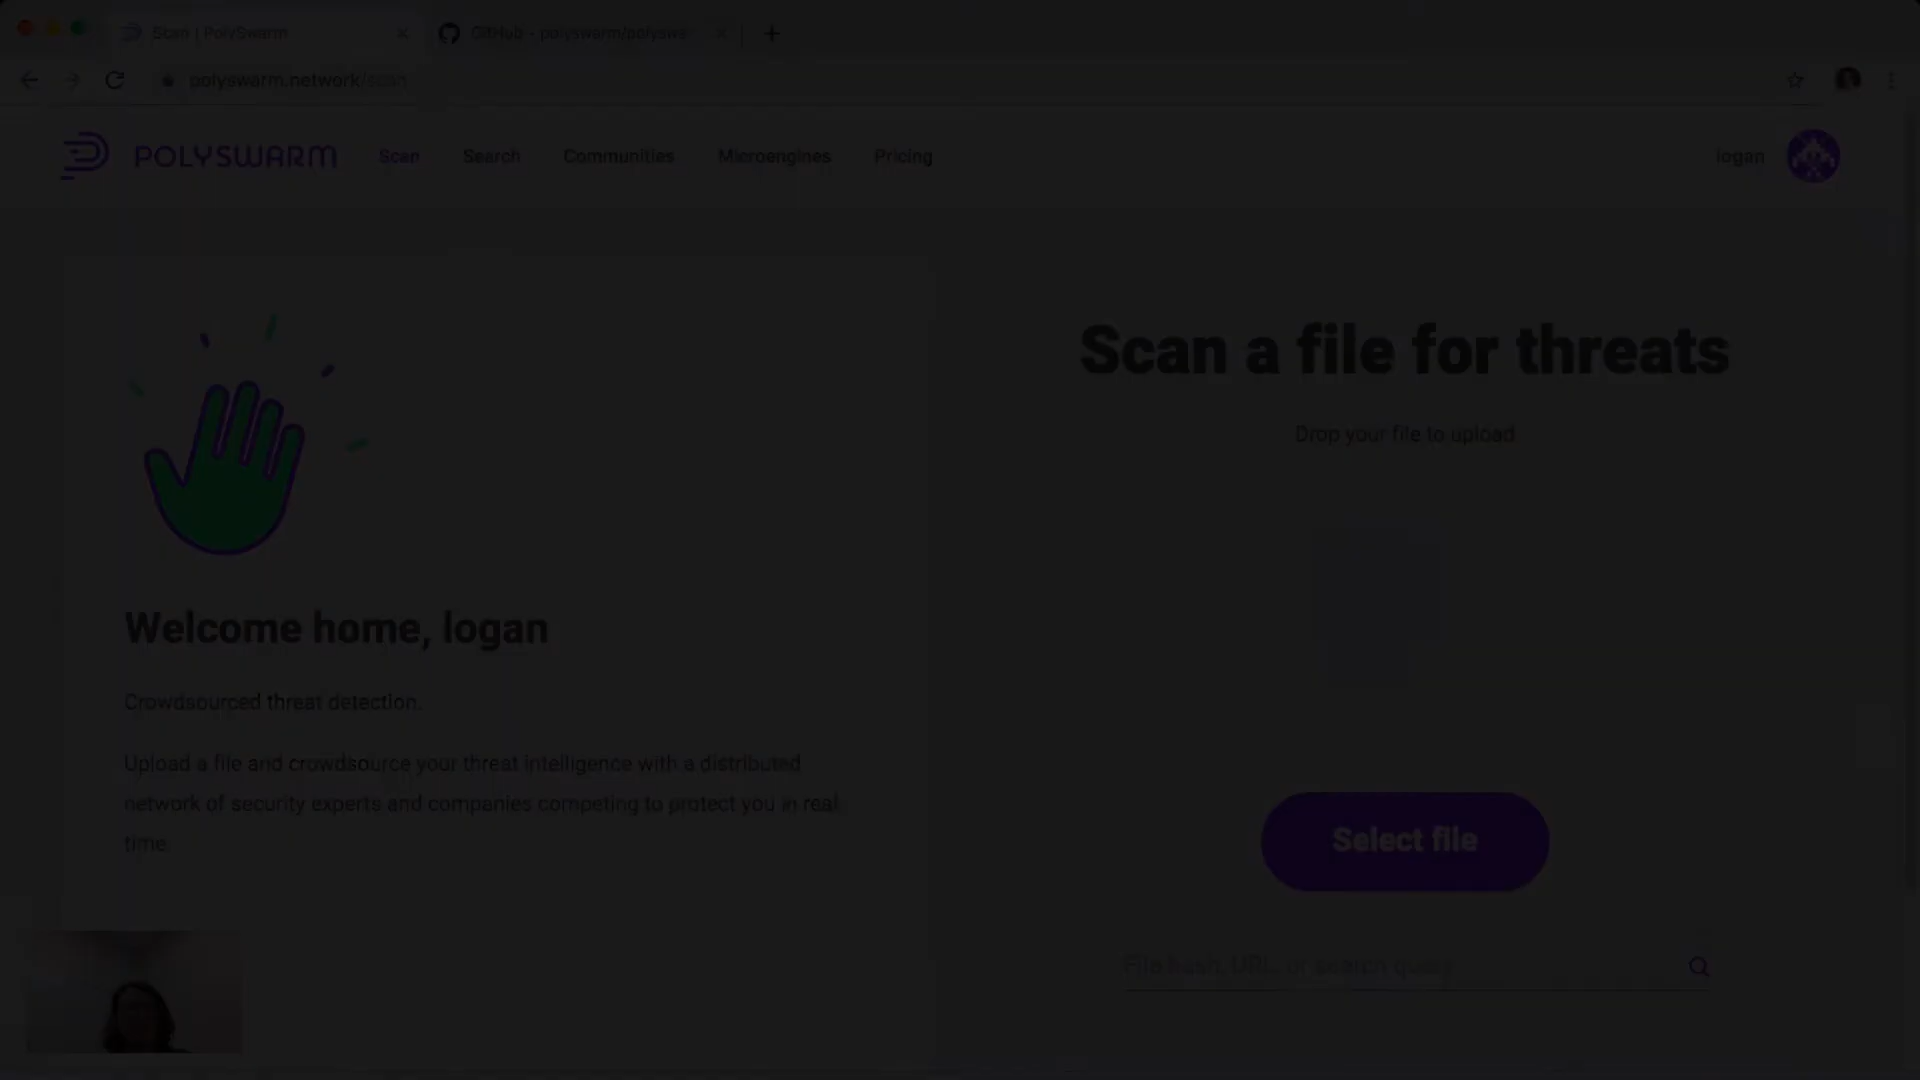 Scan | PolySwarm
GitHub - polyswarm/polyswa
polyswarm.network/scan
POLYSWARM
Scan
Search
Communities
Microengines
Pricing
logan
Scan a file for threats
Drop your file to upload
Welcome home, logan
Crowdsourced threat detection.
Upload a file and crowdsource your threat intelligence with a distributed
network of security experts and companies competing to protect you in real
time.
Select file
File hash, URL, or search query